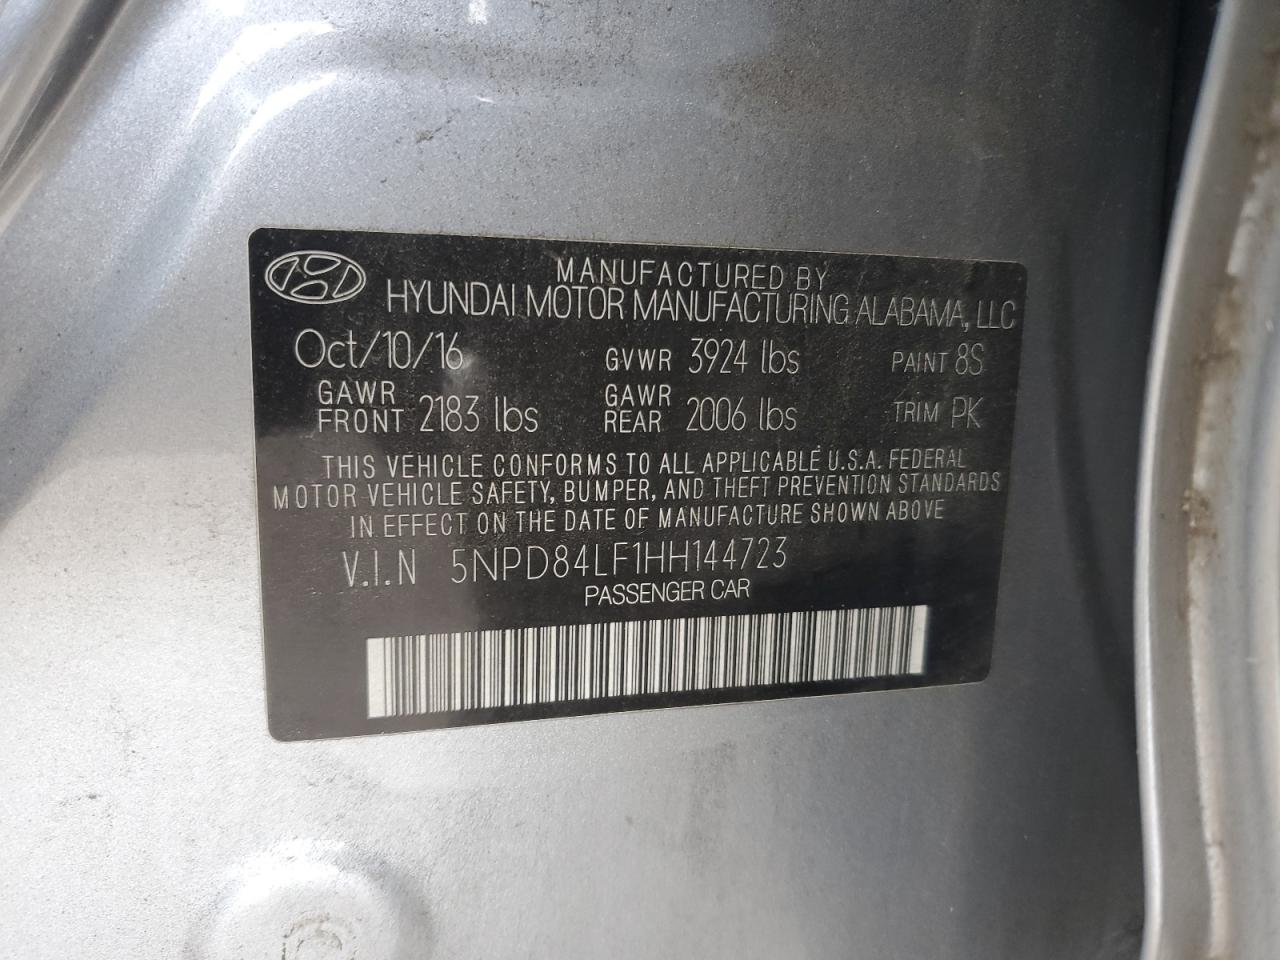 MANUFACTURED BY
HYUNDAI MOTOR MANUFACTURING ALABAMA, LLC
Oct/10/16 GVWR 3924 lbs PAINT 8S
GAWR FRONT 2183 lbs GAWR REAR 2006 lbs TRIM PK
THIS VEHICLE CONFORMS TO ALL APPLICABLE U.S.A. FEDERAL
MOTOR VEHICLE SAFETY, BUMPER, AND THEFT PREVENTION STANDARDS
IN EFFECT ON THE DATE OF MANUFACTURE SHOWN ABOVE
V.I.N 5NPD84LF1HH144723
PASSENGER CAR